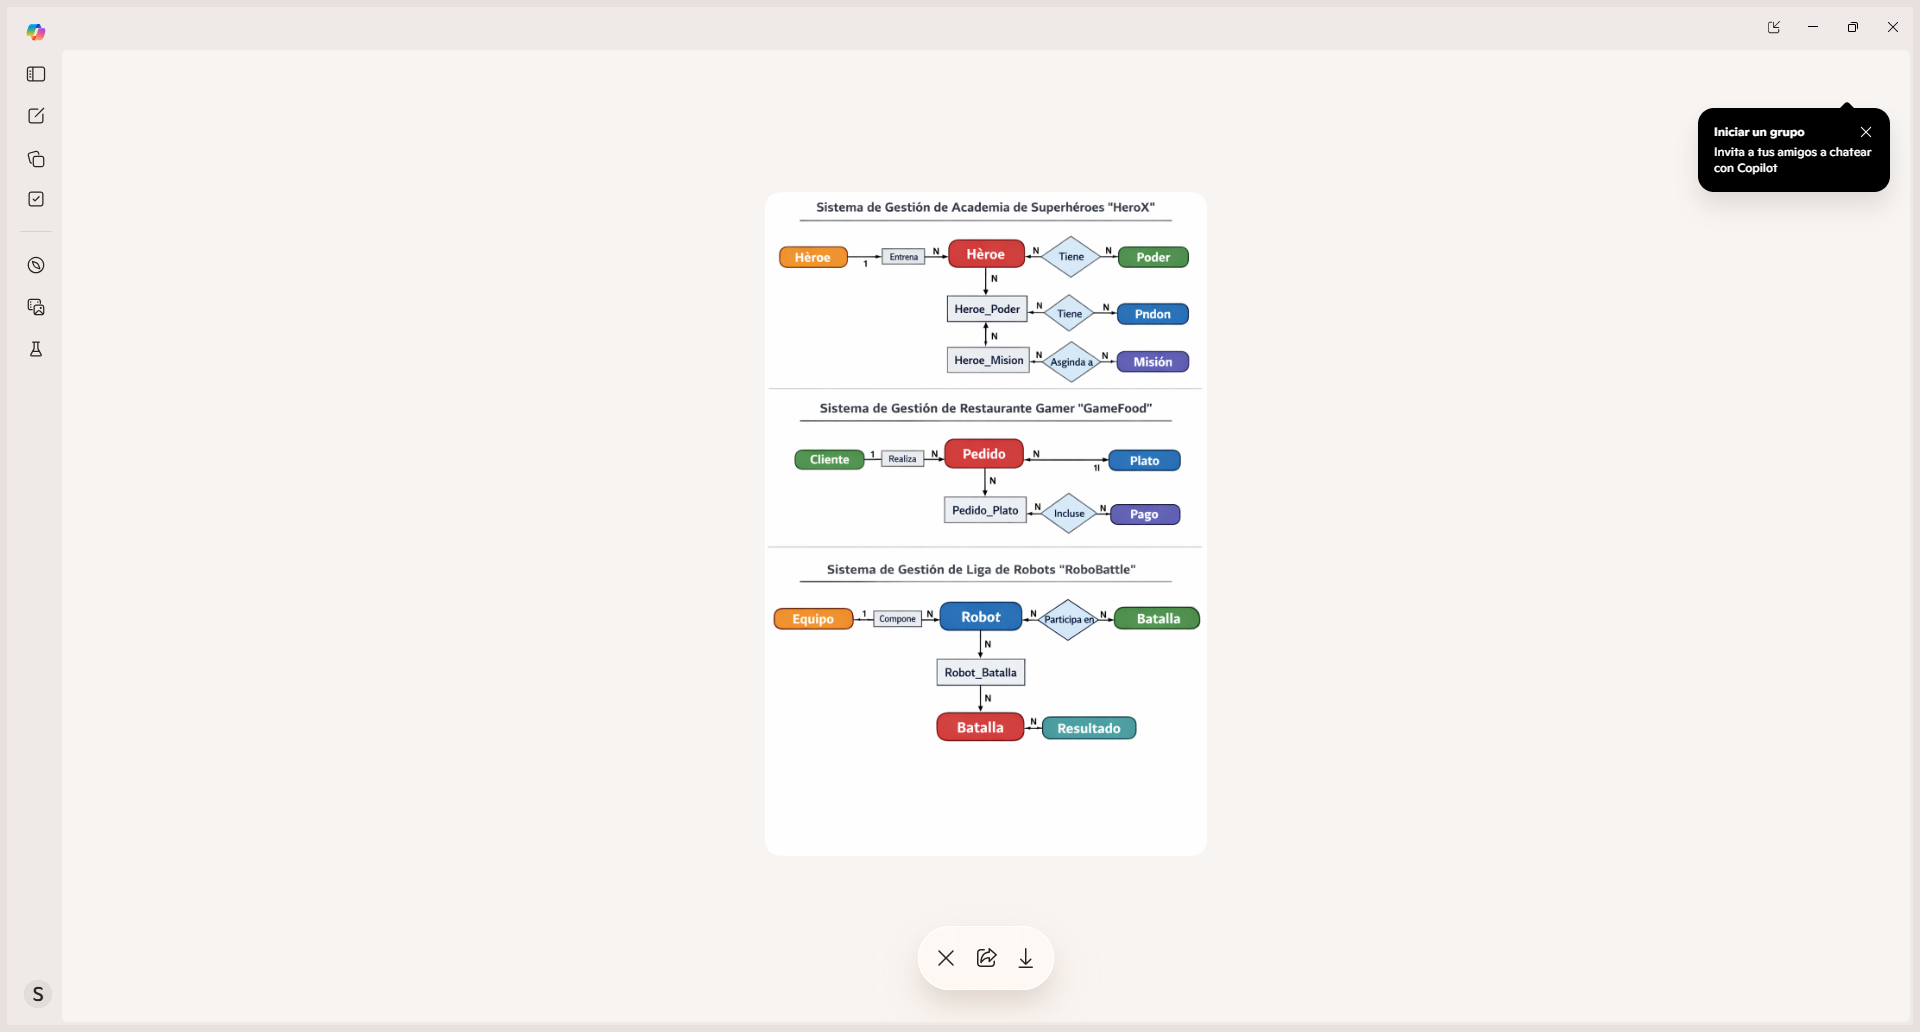 Iniciar un grupo
Invita a tus amigos a chatear
con Copilot
Sistema de Gestión de Academia de Superhéroes "HeroX"
Hèroe 1 Entrena N Hèroe N Tiene N Poder
N
Heroe_Poder N Tiene N Pndon
N
Heroe_Mision N Asginda a N Misión
Sistema de Gestión de Restaurante Gamer "GameFood"
Cliente 1 Realiza N Pedido N 1l Plato
N
Pedido_Plato N Incluse N Pago
Sistema de Gestión de Liga de Robots "RoboBattle"
Equipo 1 Compone N Robot N Participa en N Batalla
N
Robot_Batalla
N
Batalla N Resultado
S